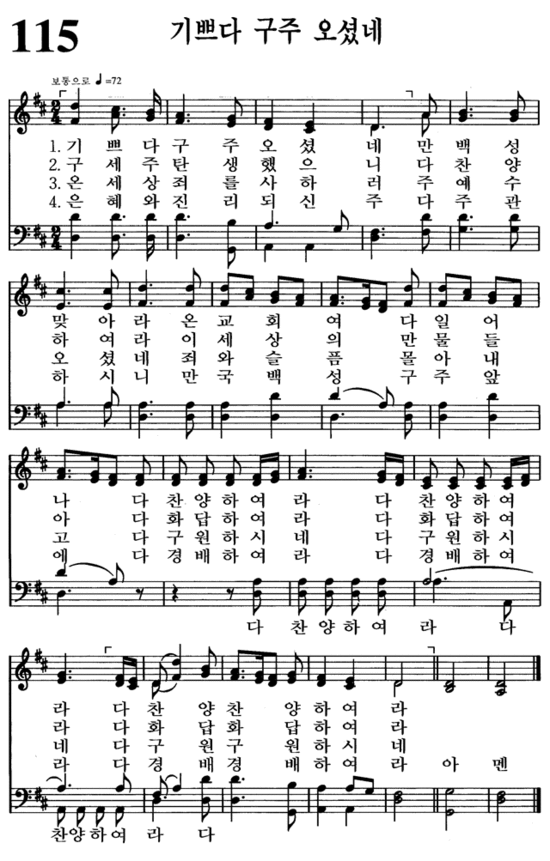 115
기쁘다 구주 오셨네
보통으로 ♩=72
1. 기 쁘 다 구 주 오 셨 네 만 백 성
2. 구 세 주 탄 생 했 으 니 다 찬 양
3. 온 세 상 죄 를 사 하 러 주 예 수
4. 은 혜 와 진 리 되 신 주 다 주 관
맞 아 라 온 교 회 여 다 일 어
하 여 라 이 세 상 의 만 물 들
오 셨 네 죄 와 슬 픔 몰 아 내
하 시 니 만 국 백 성 구 주 앞
나 다 찬 양 하 여 라 다 찬 양 하 여
아 다 화 답 하 여 라 다 화 답 하 여
고 다 구 원 하 시 네 다 구 원 하 시
에 다 경 배 하 여 라 다 경 배 하 여
다 찬 양 하 여 라 다
라 다 찬 양 찬 양 하 여 라
라 다 화 답 화 답 하 여 라
네 다 구 원 구 원 하 시 네
라 다 경 배 경 배 하 여 라 아 멘
찬 양 하 여 라 다